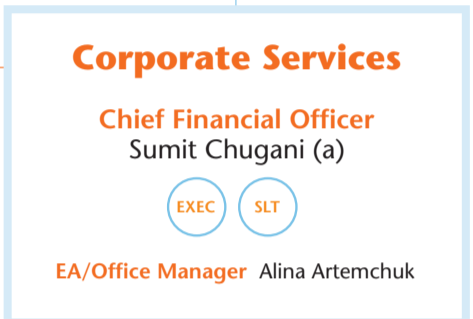 Corporate Services
Chief Financial Officer
Sumit Chugani (a)
EXEC SLT
EA/Office Manager Alina Artemchuk